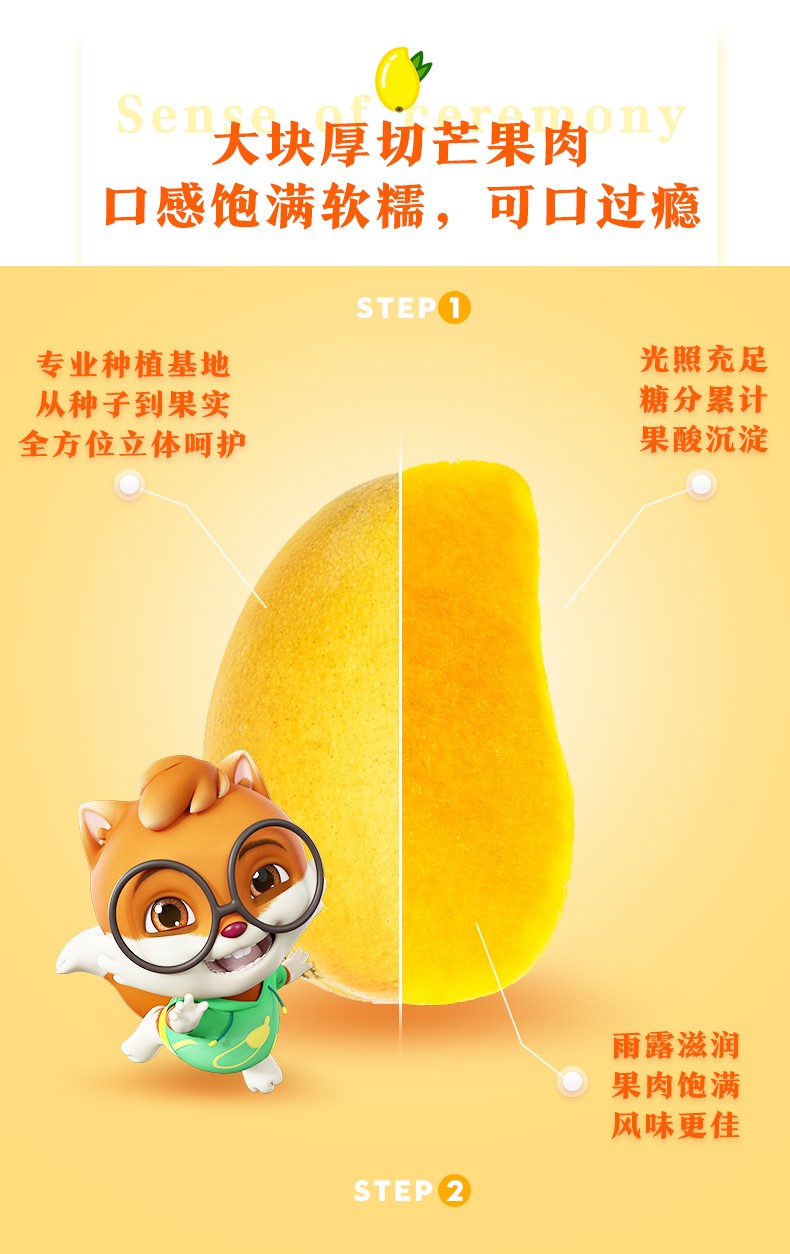 Sense of ceremony
大块厚切芒果肉
口感饱满软糯，可口过瘾
STEP 1
专业种植基地
从种子到果实
全方位立体呵护
光照充足
糖分累计
果酸沉淀
雨露滋润
果肉饱满
风味更佳
STEP 2